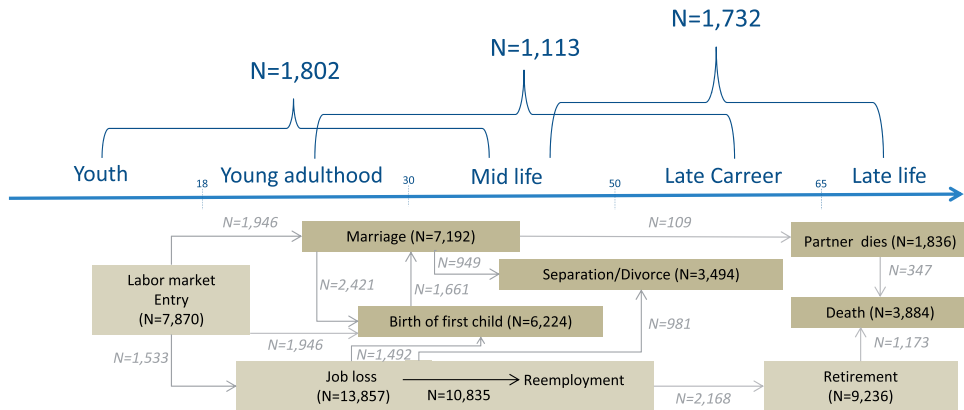 N=1,732
N=1,113
N=1,802
Youth
Young adulthood
Mid life
Late Carreer
Late life
18
30
50
65
N=1,946
N=109
Marriage (N=7,192)
Partner dies (N=1,836)
N=949
N=347
Labor market
Entry
(N=7,870)
N=2,421
N=1,661
Separation/Divorce (N=3,494)
Birth of first child (N=6,224)
N=981
Death (N=3,884)
N=1,946
N=1,533
N=1,492
N=1,173
Job loss
(N=13,857)
N=10,835
Reemployment
N=2,168
Retirement
(N=9,236)